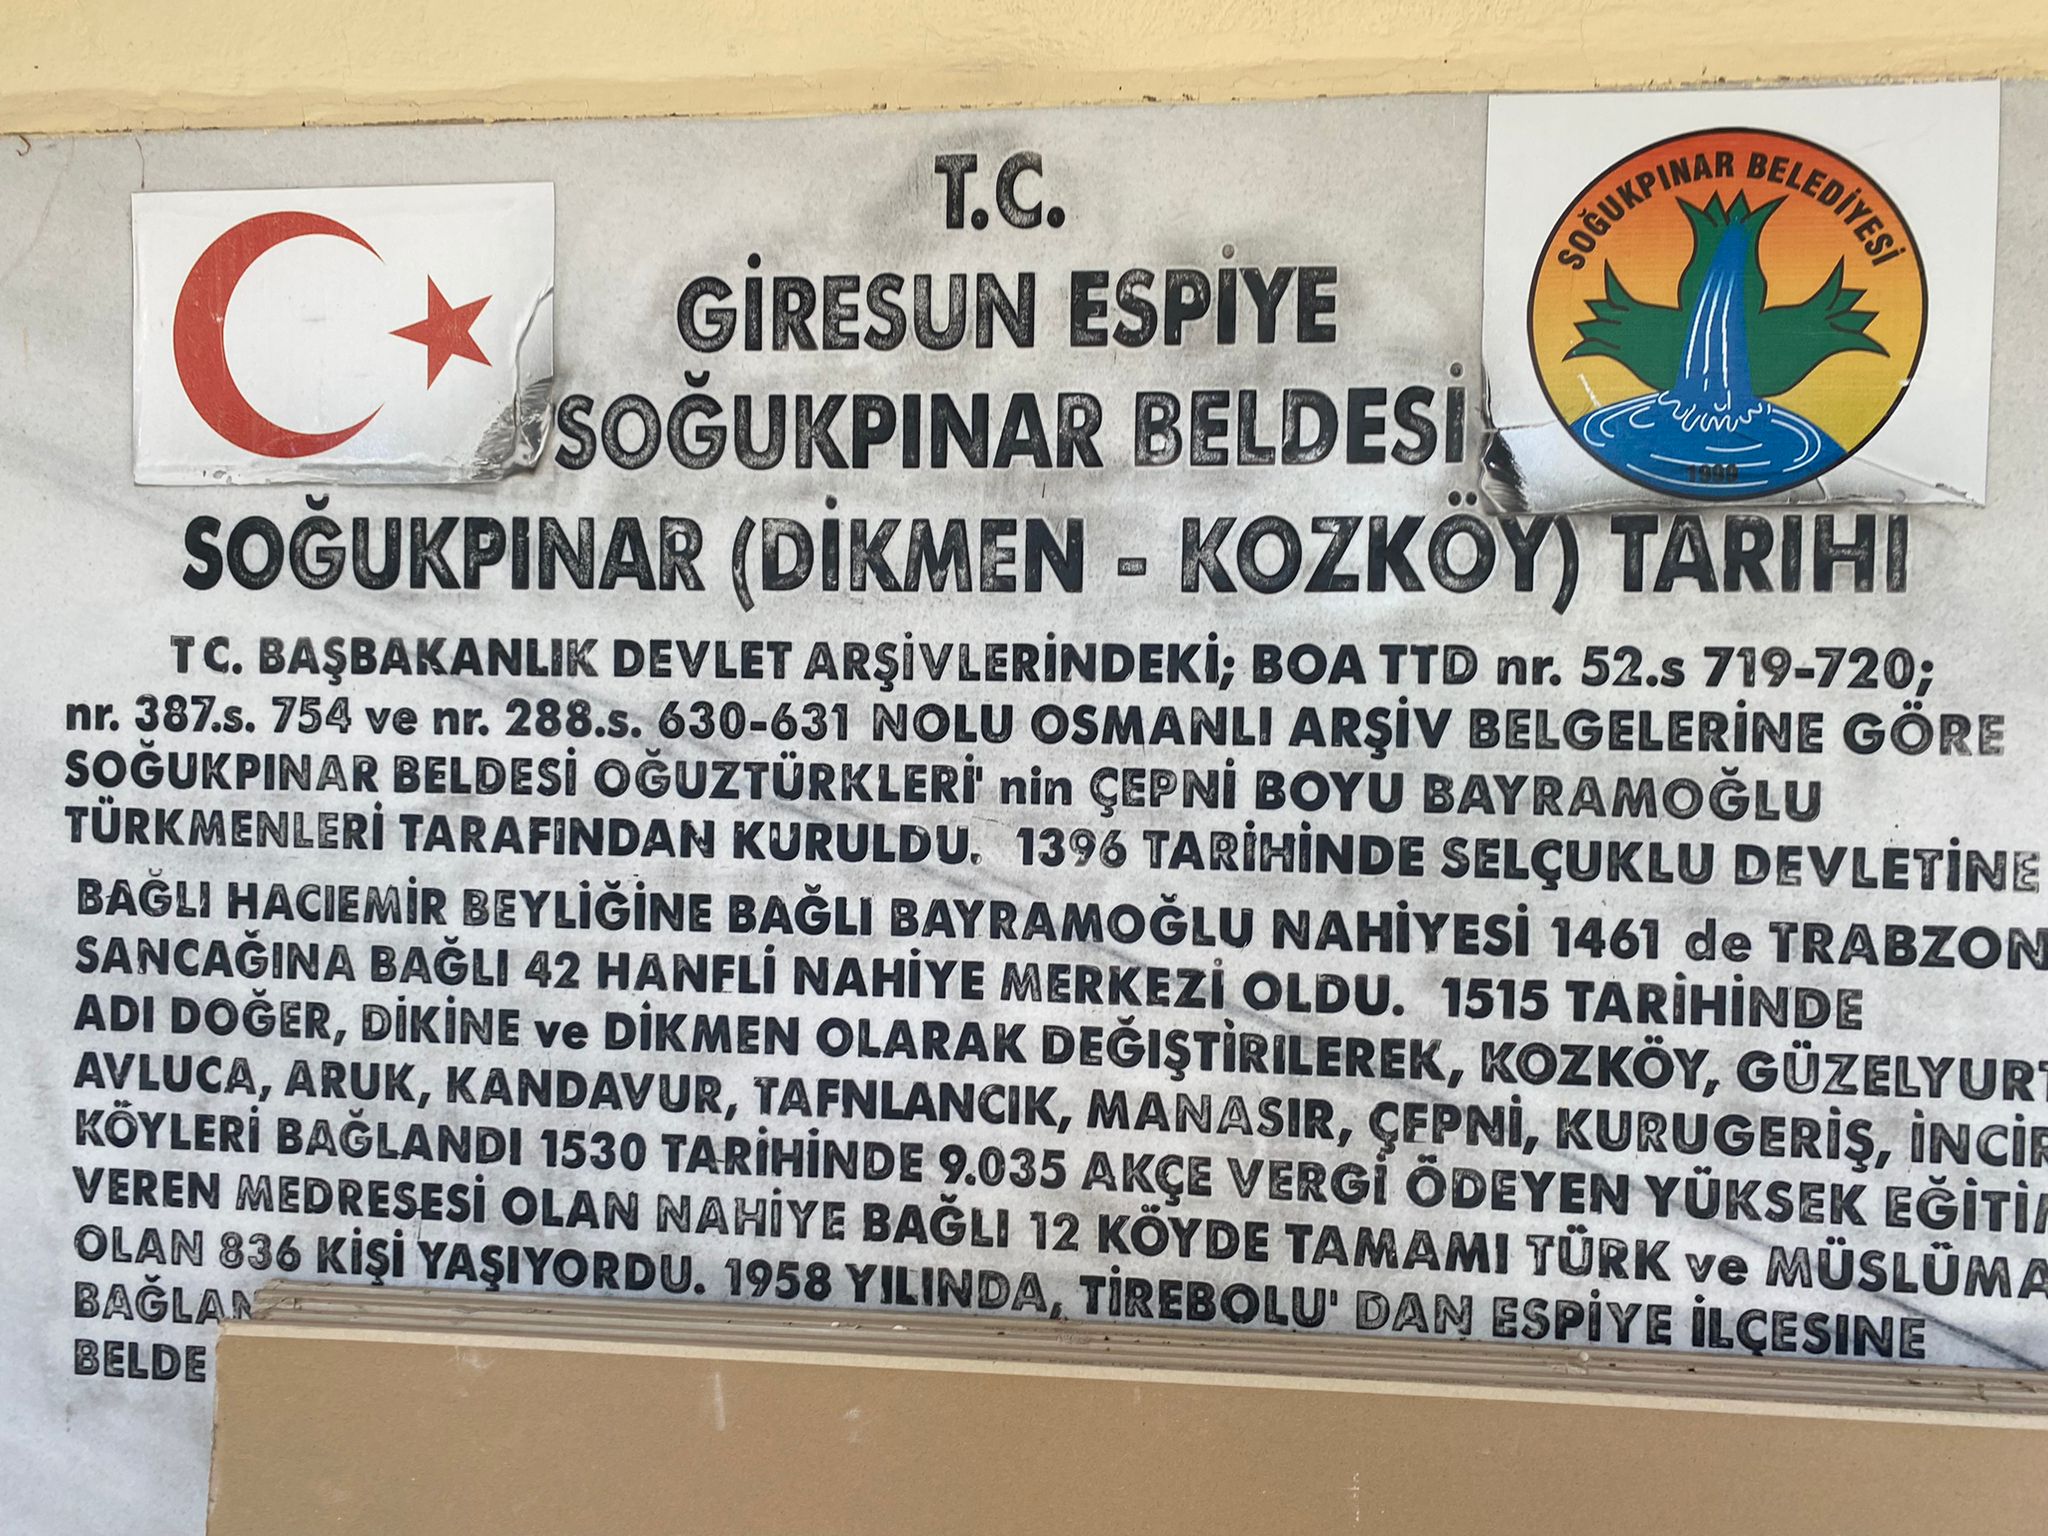 T.C.
GİRESUN ESPİYE
SOĞUKPINAR BELDESİ
SOĞUKPINAR BELEDİYESİ
1990
SOĞUKPINAR (DİKMEN - KOZKÖY) TARIHI
T C. BAŞBAKANLIK DEVLET ARŞİVLERİNDEKİ; BOA TTD nr. 52.s 719-720;
nr. 387.s. 754 ve nr. 288.s. 630-631 NOLU OSMANLI ARŞİV BELGELERİNE GÖRE
SOĞUKPINAR BELDESİ OĞUZTÜRKLERİ' nin ÇEPNİ BOYU BAYRAMOĞLU
TÜRKMENLERİ TARAFINDAN KURULDU. 1396 TARİHİNDE SELÇUKLU DEVLETİNE
BAĞLI HACIEMİR BEYLİĞİNE BAĞLI BAYRAMOĞLU NAHİYESİ 1461 de TRABZON
SANCAĞINA BAĞLI 42 HANELİ NAHİYE MERKEZİ OLDU. 1515 TARİHİNDE
ADI DOĞER, DİKİNE ve DİKMEN OLARAK DEĞİŞTİRILEREK, KOZKÖY, GÜZELYURT
AVLUCA, ARUK, KANDAVUR, TAFNLANCIK, MANASIR, ÇEPNİ, KURUGERİŞ, İNCİR
KÖYLERİ BAĞLANDI 1530 TARİHİNDE 9.035 AKÇE VERGİ ÖDEYEN YÜKSEK EĞİTİ
VEREN MEDRESESİ OLAN NAHİYE BAĞLI 12 KÖYDE TAMAMI TÜRK ve MÜSLÜMA
OLAN 836 KİŞİ YAŞIYORDU. 1958 YILINDA, TİREBOLU' DAN ESPİYE İLÇESINE
BAĞLAN
BELDE